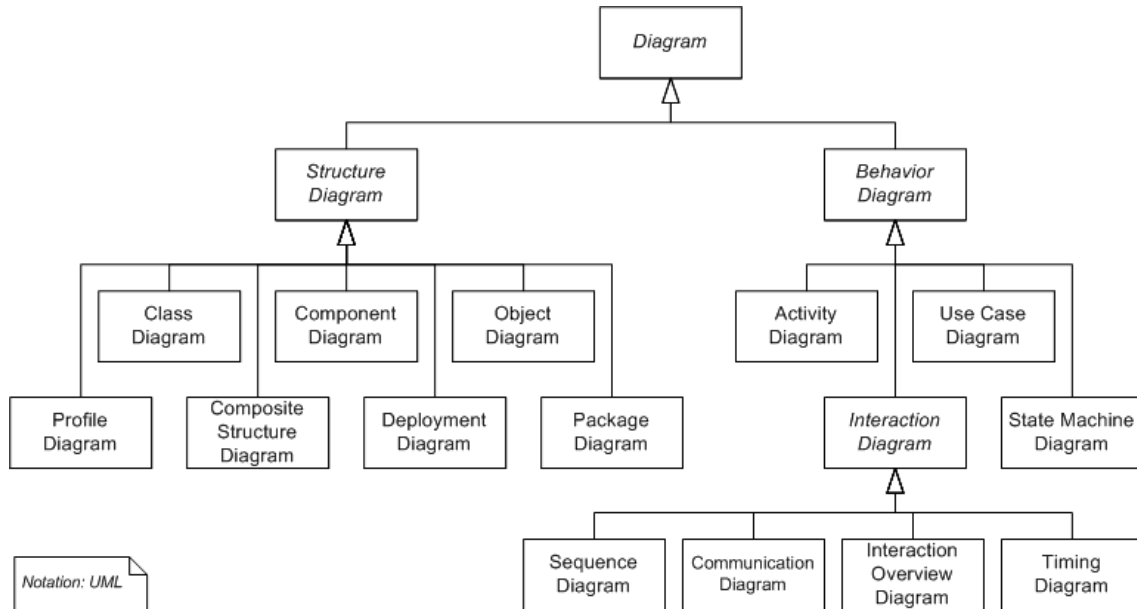 Diagram
Structure
Diagram
Behavior
Diagram
Class
Diagram
Component
Diagram
Object
Diagram
Activity
Diagram
Use Case
Diagram
Profile
Diagram
Composite
Structure
Diagram
Deployment
Diagram
Package
Diagram
Interaction
Diagram
State Machine
Diagram
Sequence
Diagram
Communication
Diagram
Interaction
Overview
Diagram
Timing
Diagram
Notation: UML